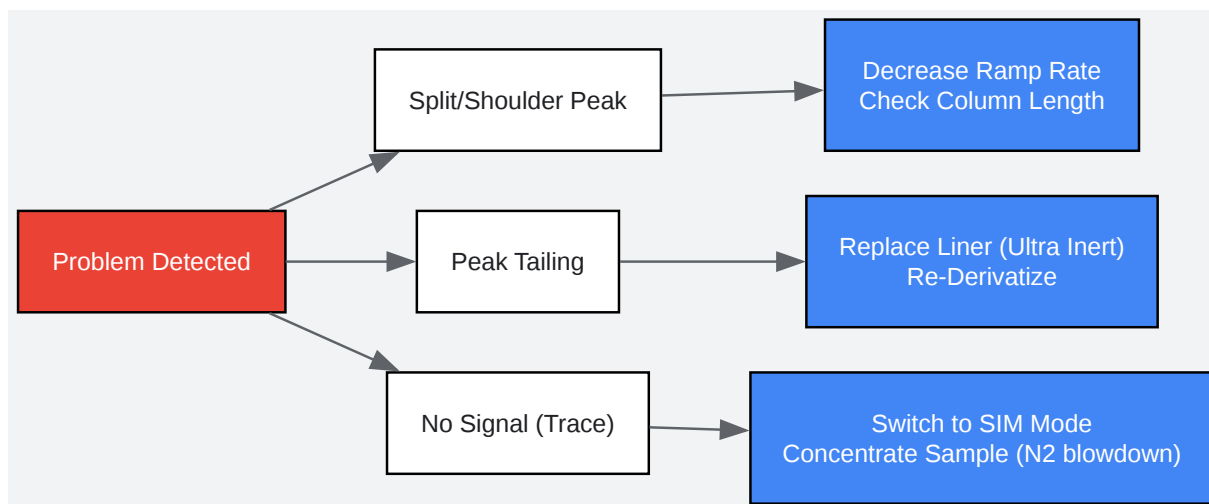 Problem Detected
Split/Shoulder Peak
Decrease Ramp Rate
Check Column Length
Peak Tailing
Replace Liner (Ultra Inert)
Re-Derivatize
No Signal (Trace)
Switch to SIM Mode
Concentrate Sample (N2 blowdown)